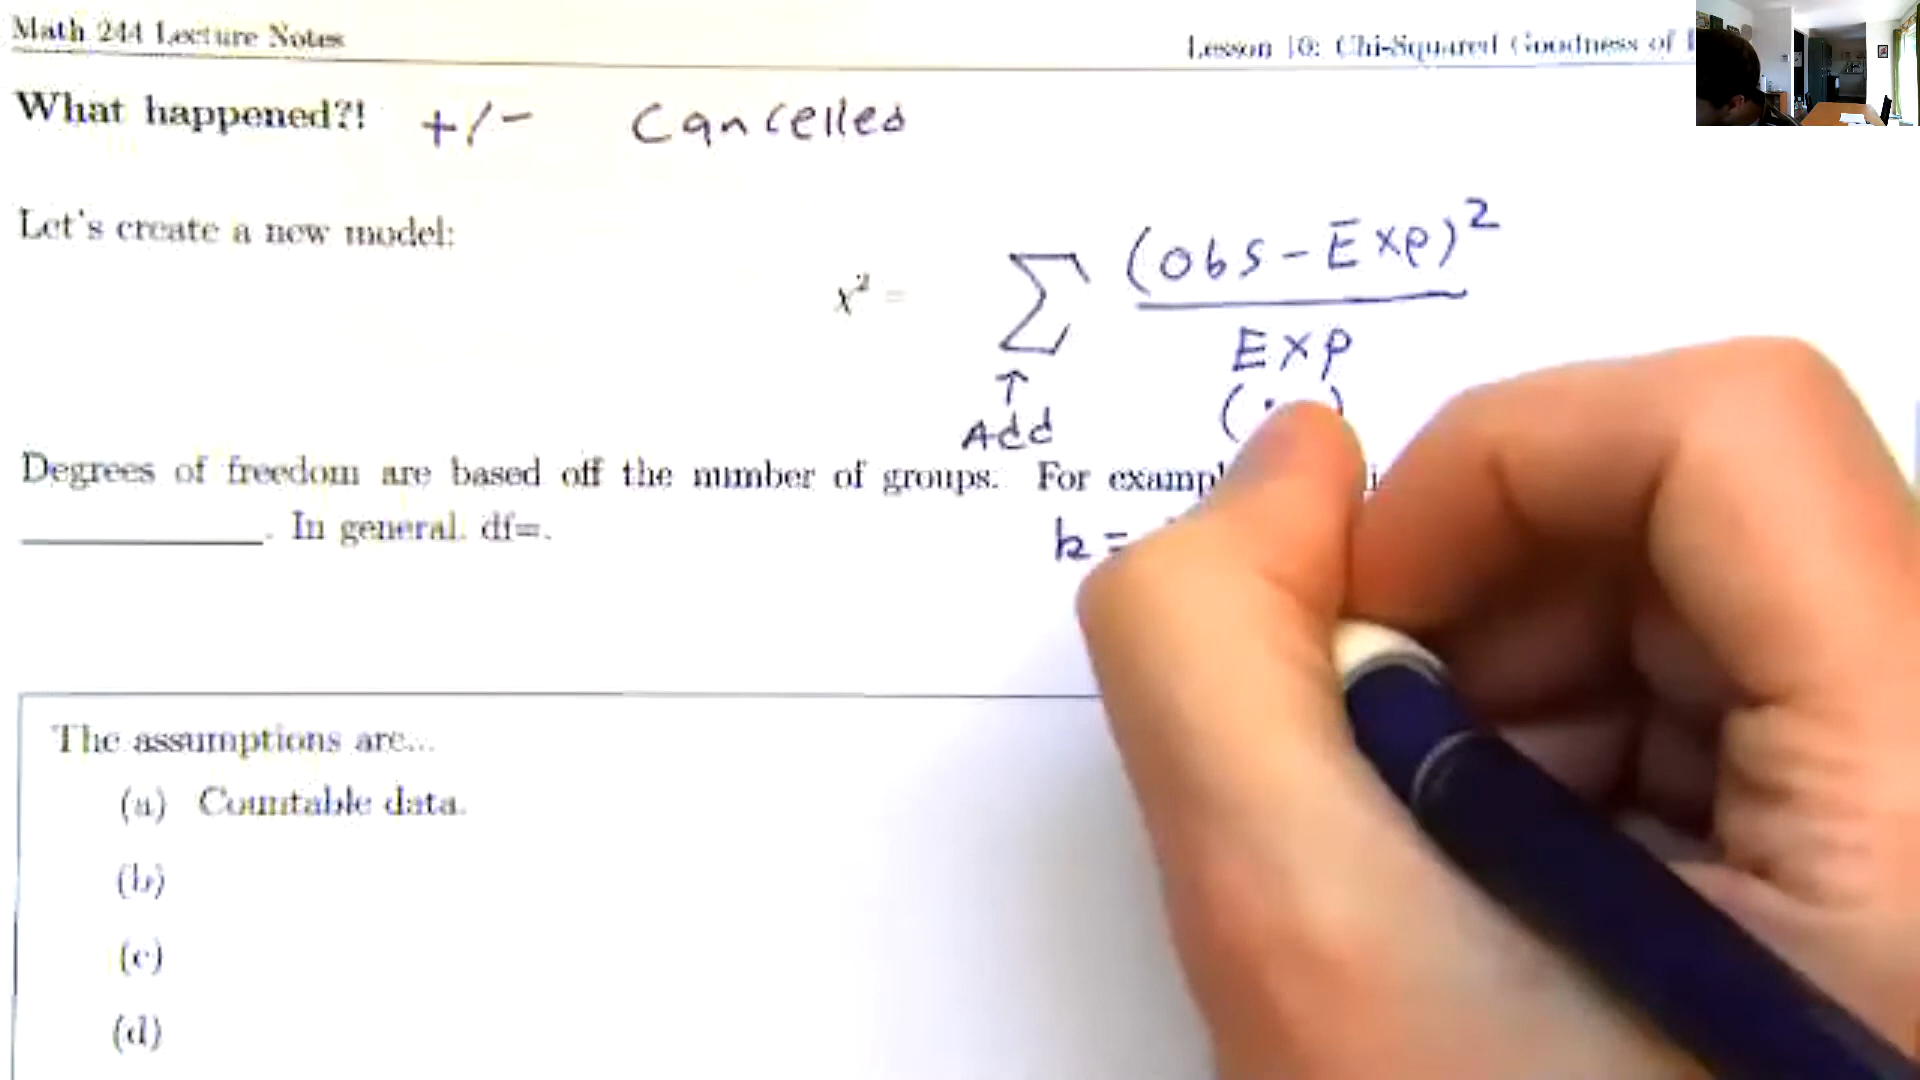 Math 244 Lecture Notes
Lesson 10: Chi-Squared Goodness of
What happened?! +/- Cancelled
Let's create a new model:
χ² = Σ (Obs - Exp)²
Exp
↑
Add
Degrees of freedom are based off the number of groups. For exampl
__________. In general. df=.
k =
The assumptions are...
(a) Countable data.
(b)
(c)
(d)